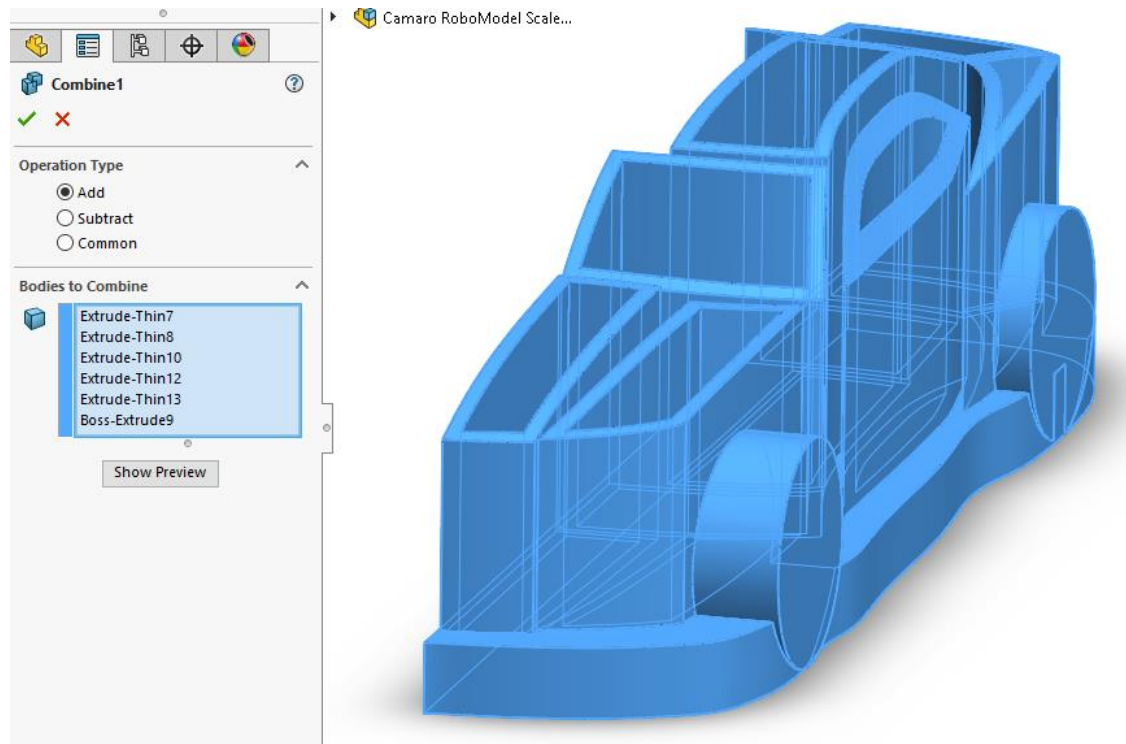 Camaro RoboModel Scale...
Combine1
Operation Type
Add
Subtract
Common
Bodies to Combine
Extrude-Thin7
Extrude-Thin8
Extrude-Thin10
Extrude-Thin12
Extrude-Thin13
Boss-Extrude9
Show Preview